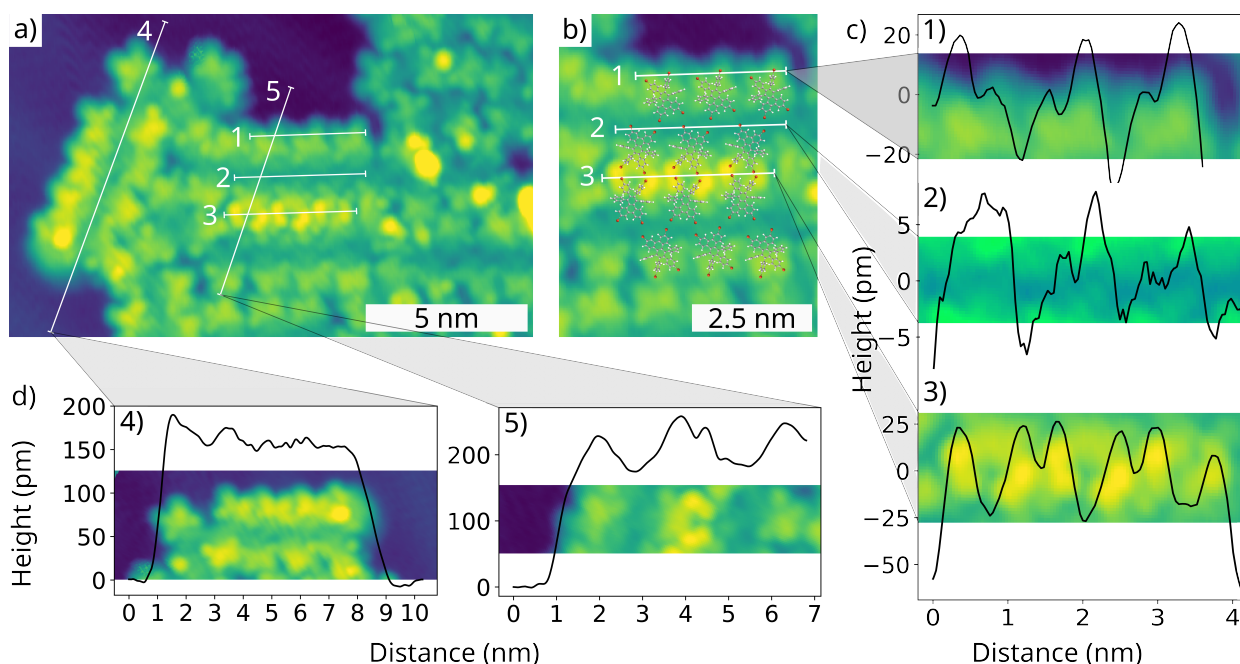 a)
4
5
1
2
3
5 nm
b)
1
2
3
2.5 nm
c)
1)
20
0
−20
2)
5
0
−5
3)
25
0
−25
−50
0 1 2 3 4
Height (pm)
d)
4)
200
150
100
50
0
0 1 2 3 4 5 6 7 8 9 10
Height (pm)
5)
200
100
0
0 1 2 3 4 5 6 7
Distance (nm)
Distance (nm)